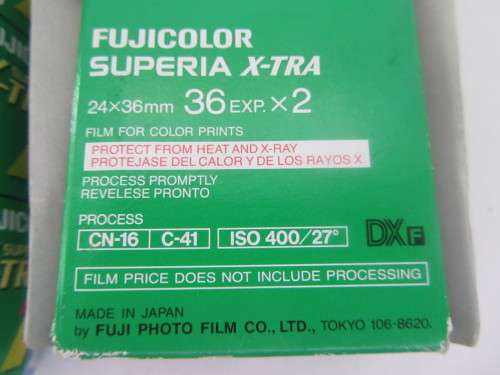 FUJICOLOR
SUPERIA X-TRA
24×36mm 36 EXP. ×2
FILM FOR COLOR PRINTS
PROTECT FROM HEAT AND X-RAY
PROTEJASE DEL CALOR Y DE LOS RAYOS X
PROCESS PROMPTLY
REVELESE PRONTO
PROCESS
CN-16 C-41 ISO 400/27° DX F
FILM PRICE DOES NOT INCLUDE PROCESSING
MADE IN JAPAN
by FUJI PHOTO FILM CO., LTD., TOKYO 106-8620.